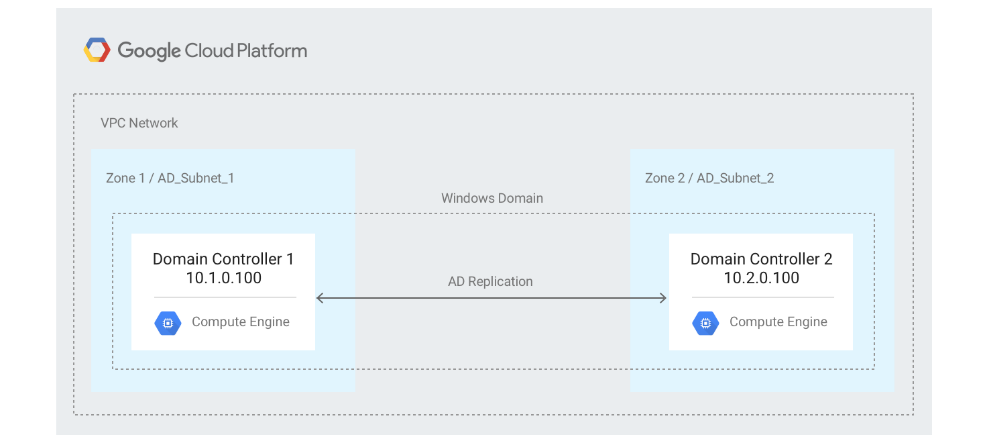 Google Cloud Platform
VPC Network
Zone 1 / AD_Subnet_1
Zone 2 / AD_Subnet_2
Windows Domain
Domain Controller 1
10.1.0.100
Compute Engine
AD Replication
Domain Controller 2
10.2.0.100
Compute Engine